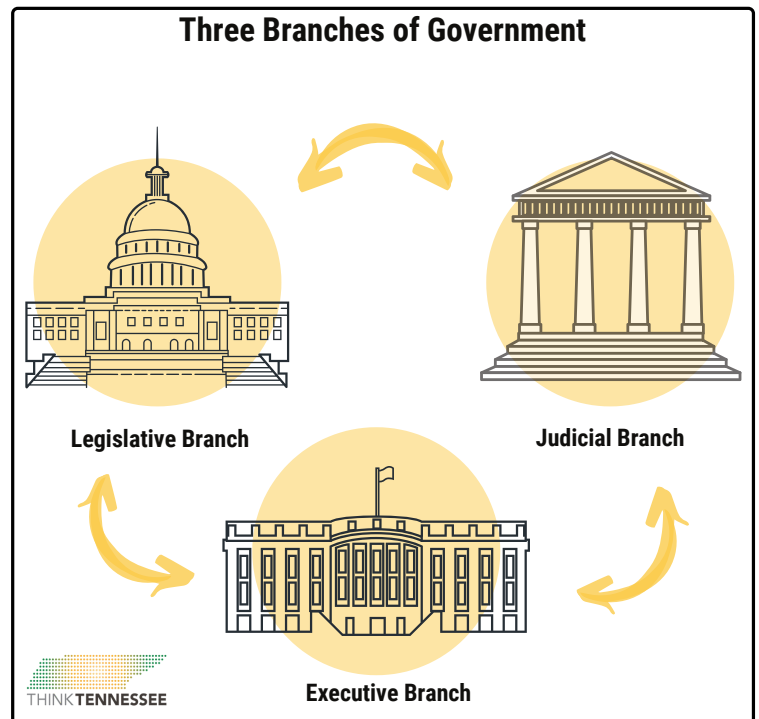 Three Branches of Government
Legislative Branch
Judicial Branch
Executive Branch
THINKTENNESSEE